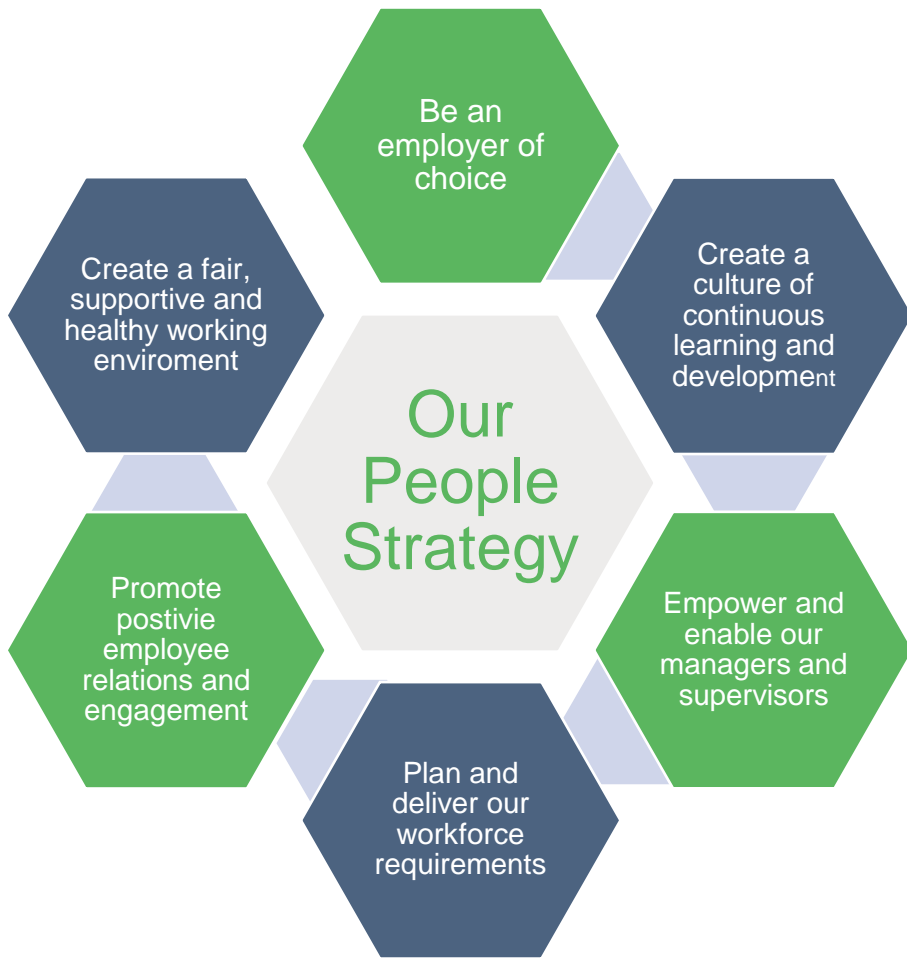 Be an
employer of
choice
Create a
culture of
continuous
learning and
development
Empower and
enable our
managers and
supervisors
Plan and
deliver our
workforce
requirements
Promote
postivie
employee
relations and
engagement
Create a fair,
supportive and
healthy working
enviroment
Our
People
Strategy